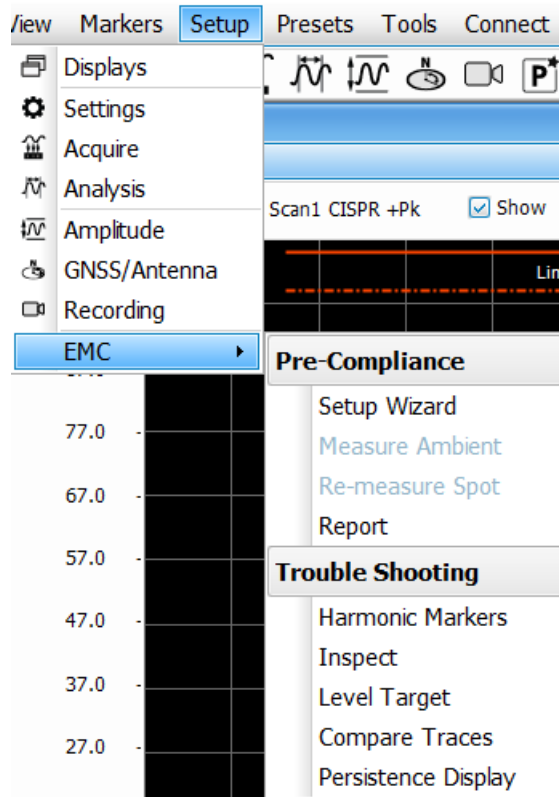 View Markers Setup Presets Tools Connect
Displays
Settings
Acquire
Analysis
Scan1 CISPR +Pk Show
Amplitude
GNSS/Antenna
Lin
Recording
EMC
Pre-Compliance
Setup Wizard
77.0
Measure Ambient
Re-measure Spot
67.0
Report
57.0
Trouble Shooting
47.0
Harmonic Markers
Inspect
37.0
Level Target
Compare Traces
27.0
Persistence Display